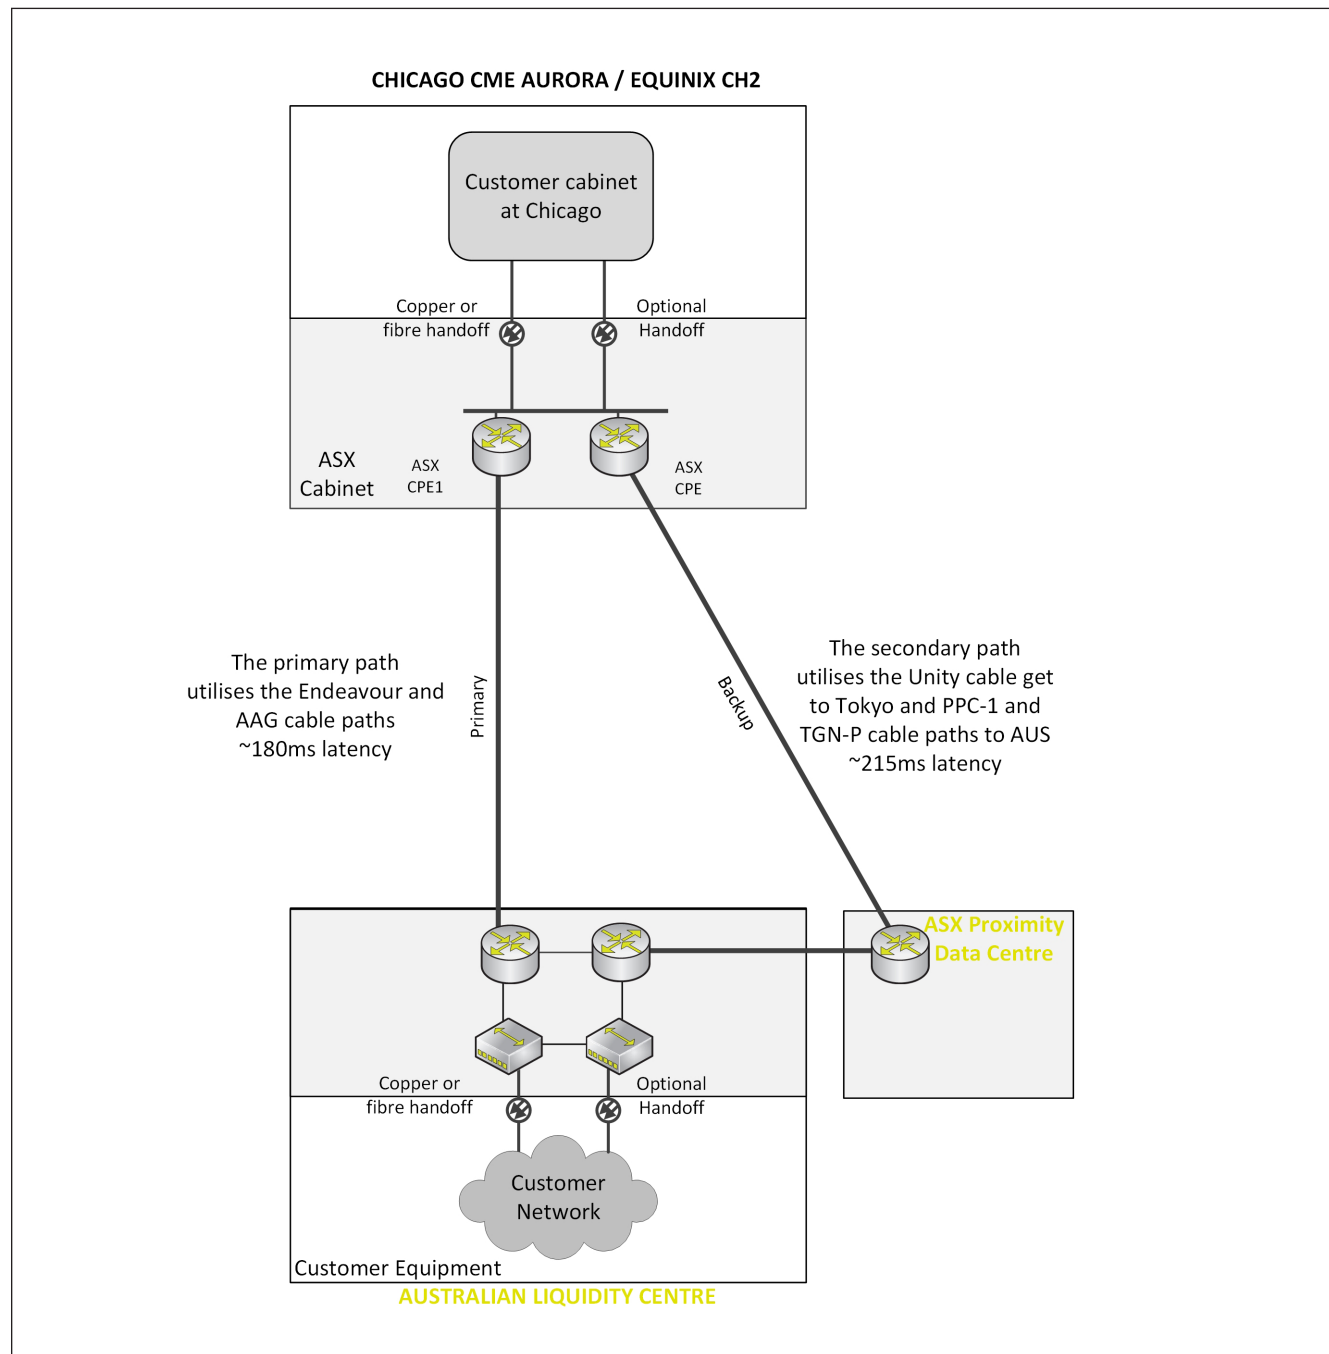 CHICAGO CME AURORA / EQUINIX CH2
Customer cabinet
at Chicago
Copper or
fibre handoff
Optional
Handoff
ASX
Cabinet
ASX
CPE1
ASX
CPE
The primary path
utilises the Endeavour and
AAG cable paths
~180ms latency
Primary
Backup
The secondary path
utilises the Unity cable get
to Tokyo and PPC-1 and
TGN-P cable paths to AUS
~215ms latency
ASX Proximity
Data Centre
Copper or
fibre handoff
Optional
Handoff
Customer
Network
Customer Equipment
AUSTRALIAN LIQUIDITY CENTRE